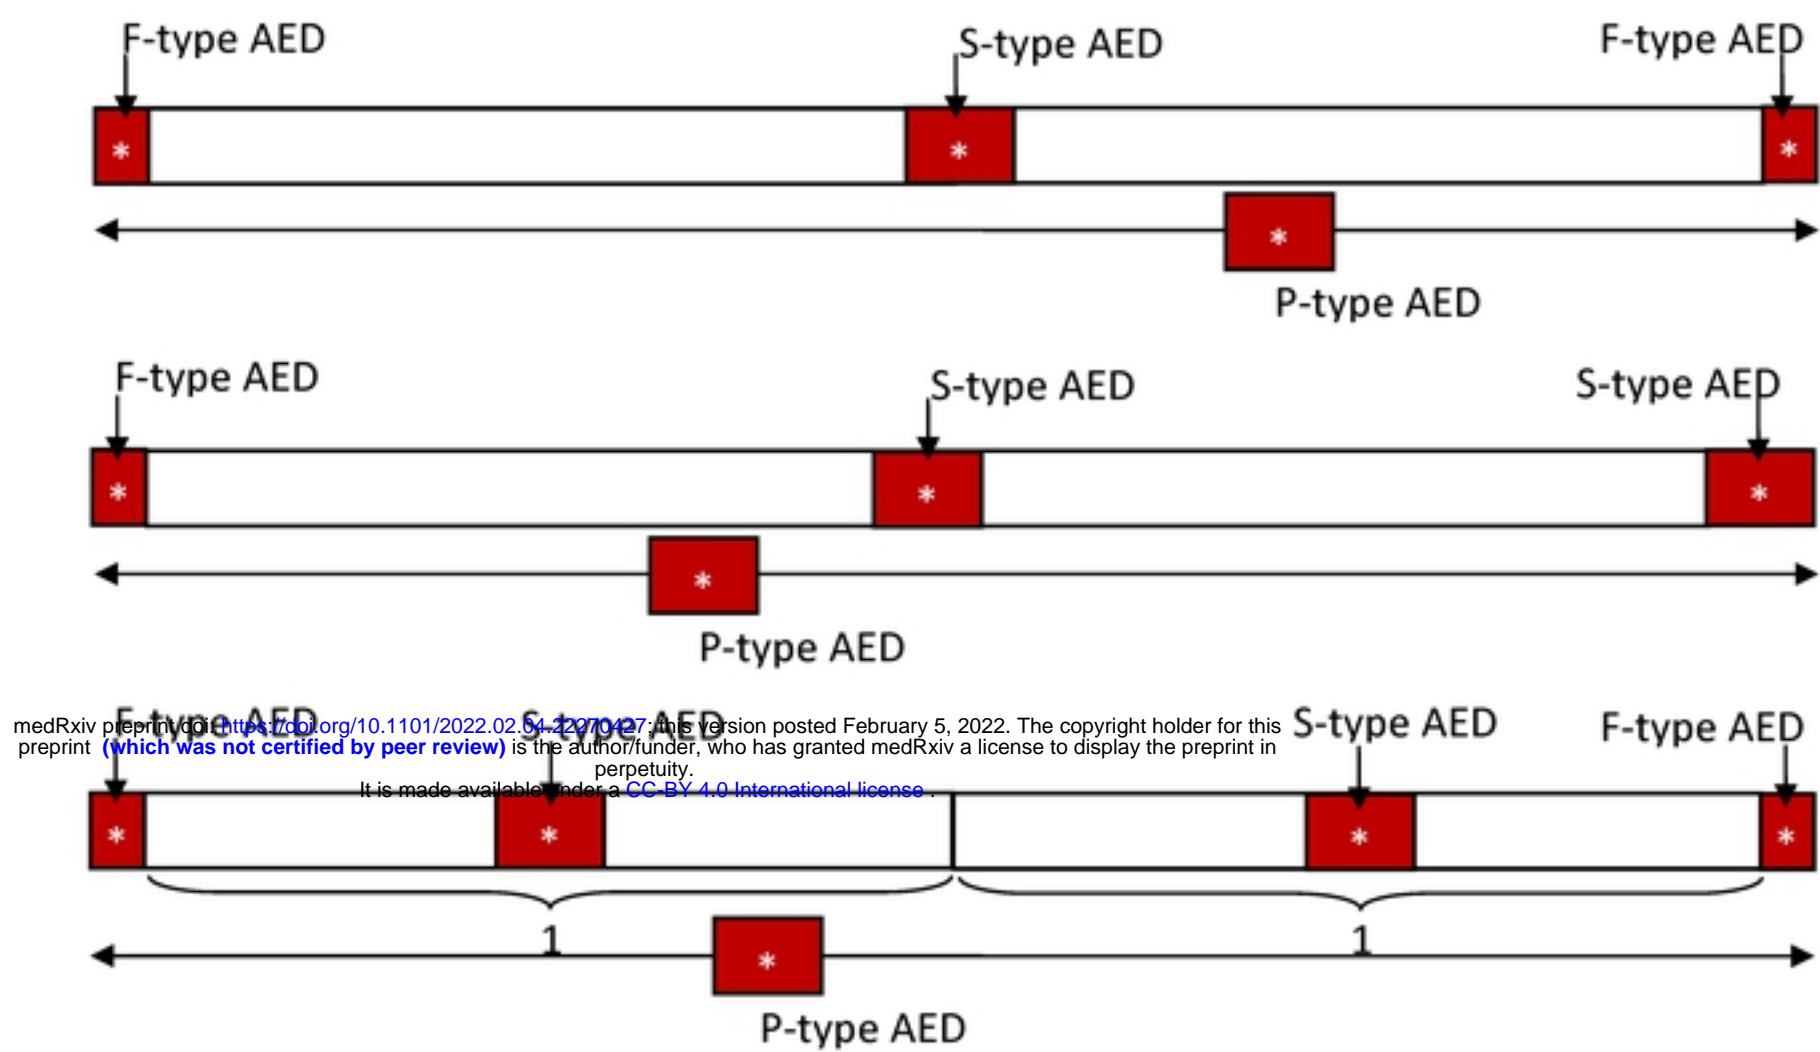 F-type AED
S-type AED
F-type AED
*
*
*
*
P-type AED
F-type AED
S-type AED
S-type AED
*
*
*
*
P-type AED
F-type AED
S-type AED
S-type AED
F-type AED
medRxiv preprint doi: https://doi.org/10.1101/2022.02.04.22270427; this version posted February 5, 2022. The copyright holder for this
preprint (which was not certified by peer review) is the author/funder, who has granted medRxiv a license to display the preprint in
perpetuity.
It is made available under a CC-BY 4.0 International license .
*
*
*
*
1
1
*
P-type AED